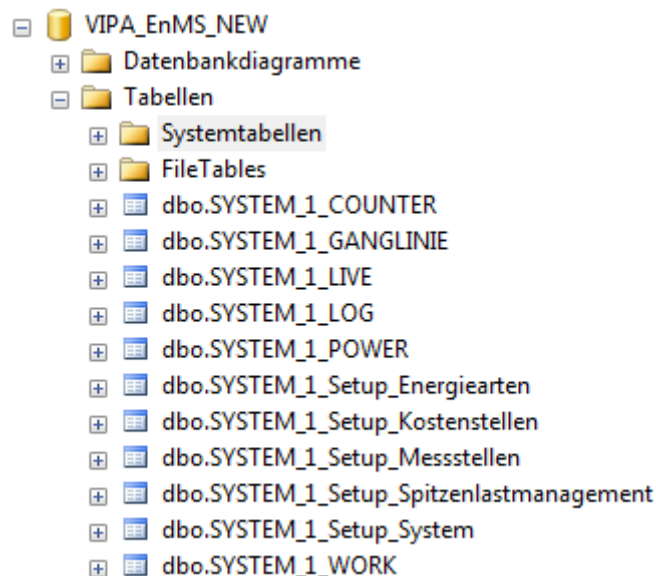 VIPA_EnMS_NEW
Datenbankdiagramme
Tabellen
Systemtabellen
FileTables
dbo.SYSTEM_1_COUNTER
dbo.SYSTEM_1_GANGLINIE
dbo.SYSTEM_1_LIVE
dbo.SYSTEM_1_LOG
dbo.SYSTEM_1_POWER
dbo.SYSTEM_1_Setup_Energiearten
dbo.SYSTEM_1_Setup_Kostenstellen
dbo.SYSTEM_1_Setup_Messstellen
dbo.SYSTEM_1_Setup_Spitzenlastmanagement
dbo.SYSTEM_1_Setup_System
dbo.SYSTEM_1_WORK